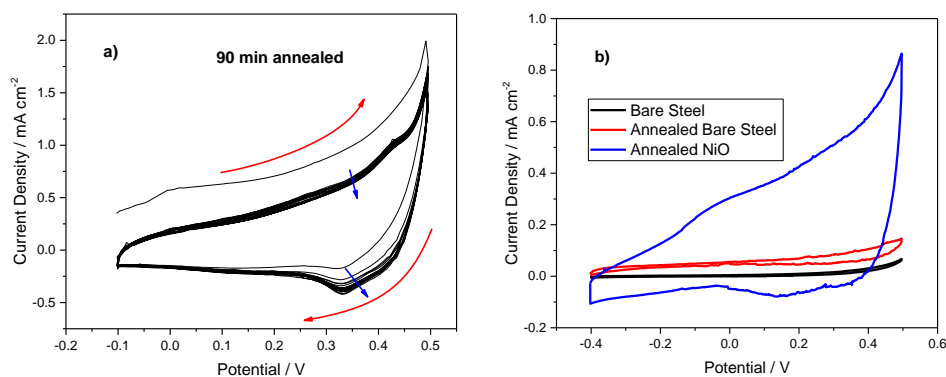 a)
90 min annealed
Current Density / mA cm⁻²
2.0
1.5
1.0
0.5
0.0
-0.5
-0.2 -0.1 0.0 0.1 0.2 0.3 0.4 0.5
Potential / V
b)
Bare Steel
Annealed Bare Steel
Annealed NiO
Current Density / mA cm⁻²
1.0
0.8
0.6
0.4
0.2
0.0
-0.2
-0.4 -0.2 0.0 0.2 0.4 0.6
Potential / V